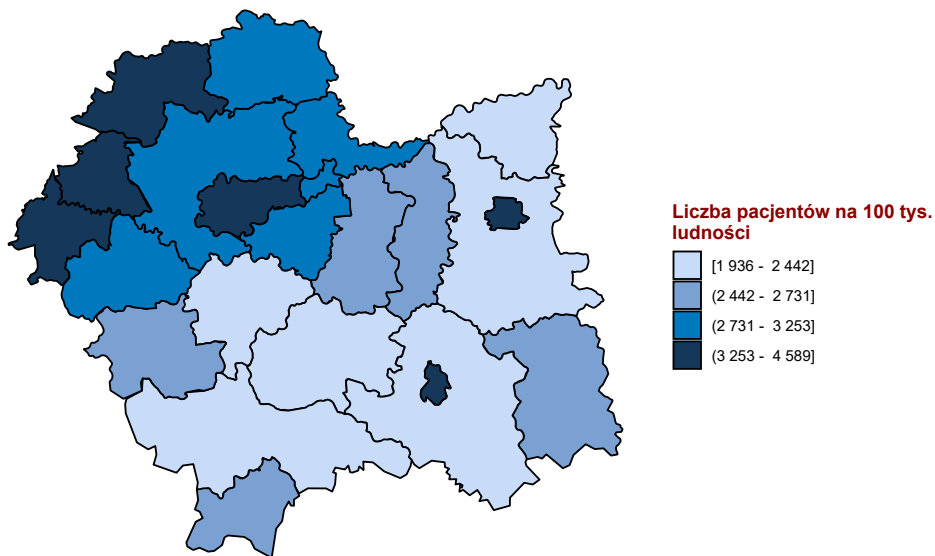 Liczba pacjentów na 100 tys.
ludności
[1 936 - 2 442]
(2 442 - 2 731]
(2 731 - 3 253]
(3 253 - 4 589]